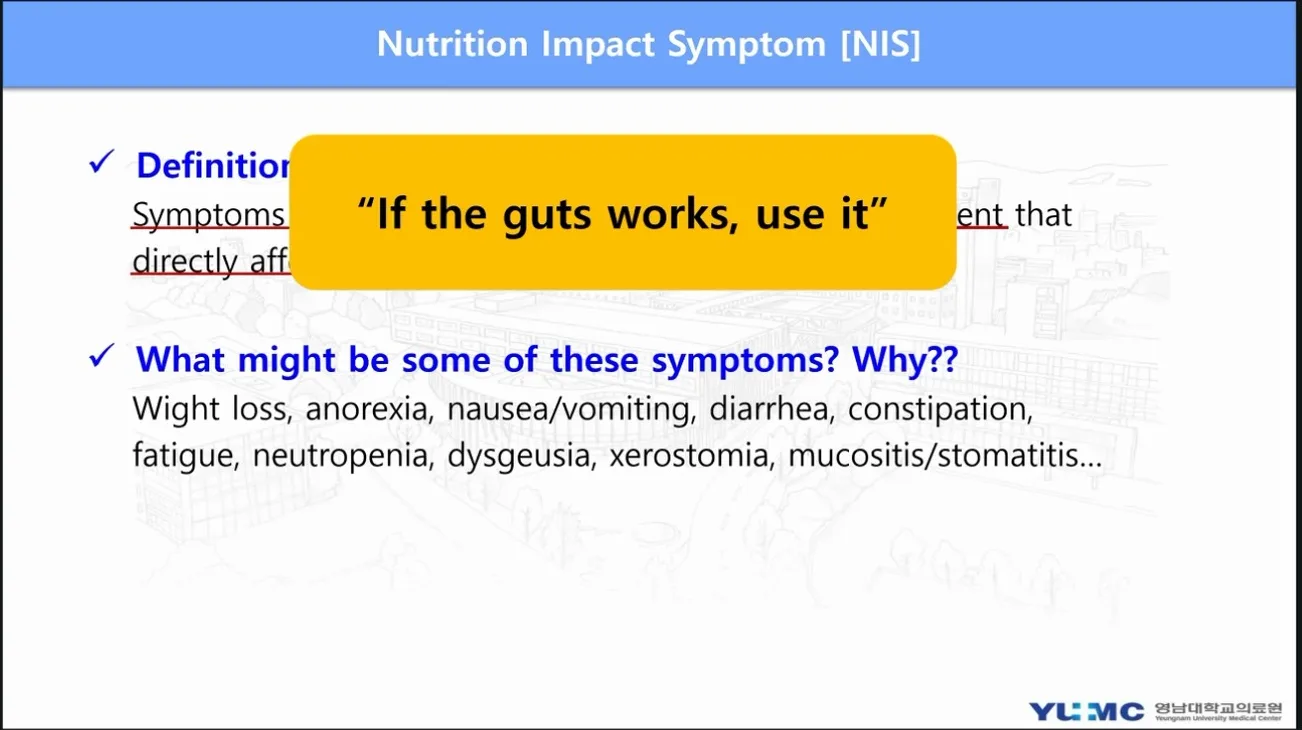 Nutrition Impact Symptom [NIS]
✓ Definition
“If the guts works, use it”
Symptoms that
directly
✓ What might be some of these symptoms? Why??
Wight loss, anorexia, nausea/vomiting, diarrhea, constipation,
fatigue, neutropenia, dysgeusia, xerostomia, mucositis/stomatitis...
YUMC 영남대학교의료원
Yeungnam University Medical Center